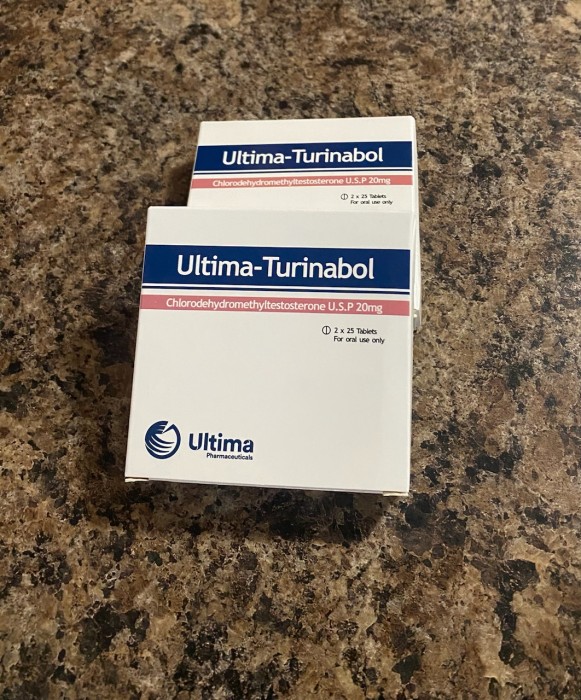 Ultima-Turinabol
Chlorodehydromethyltestosterone U.S.P 20mg
2 x 25 Tablets
For oral use only
Ultima-Turinabol
Chlorodehydromethyltestosterone U.S.P 20mg
2 x 25 Tablets
For oral use only
Ultima
Pharmaceuticals